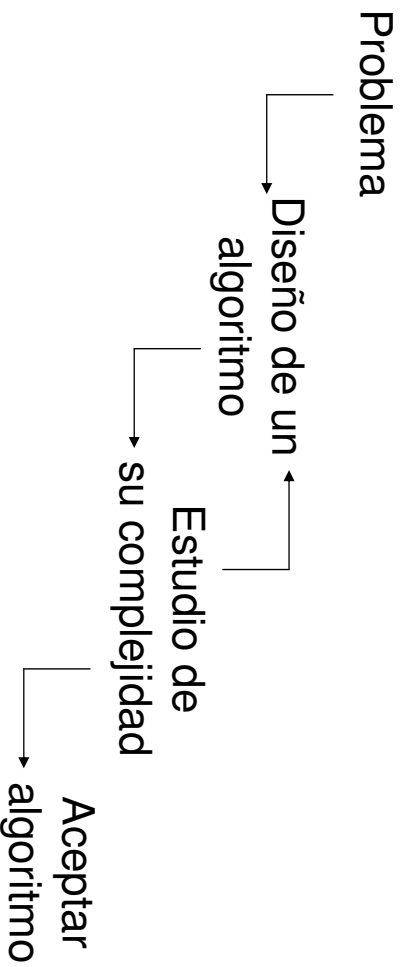 Problema
Diseño de un
algoritmo
Estudio de
su complejidad
Aceptar
algoritmo